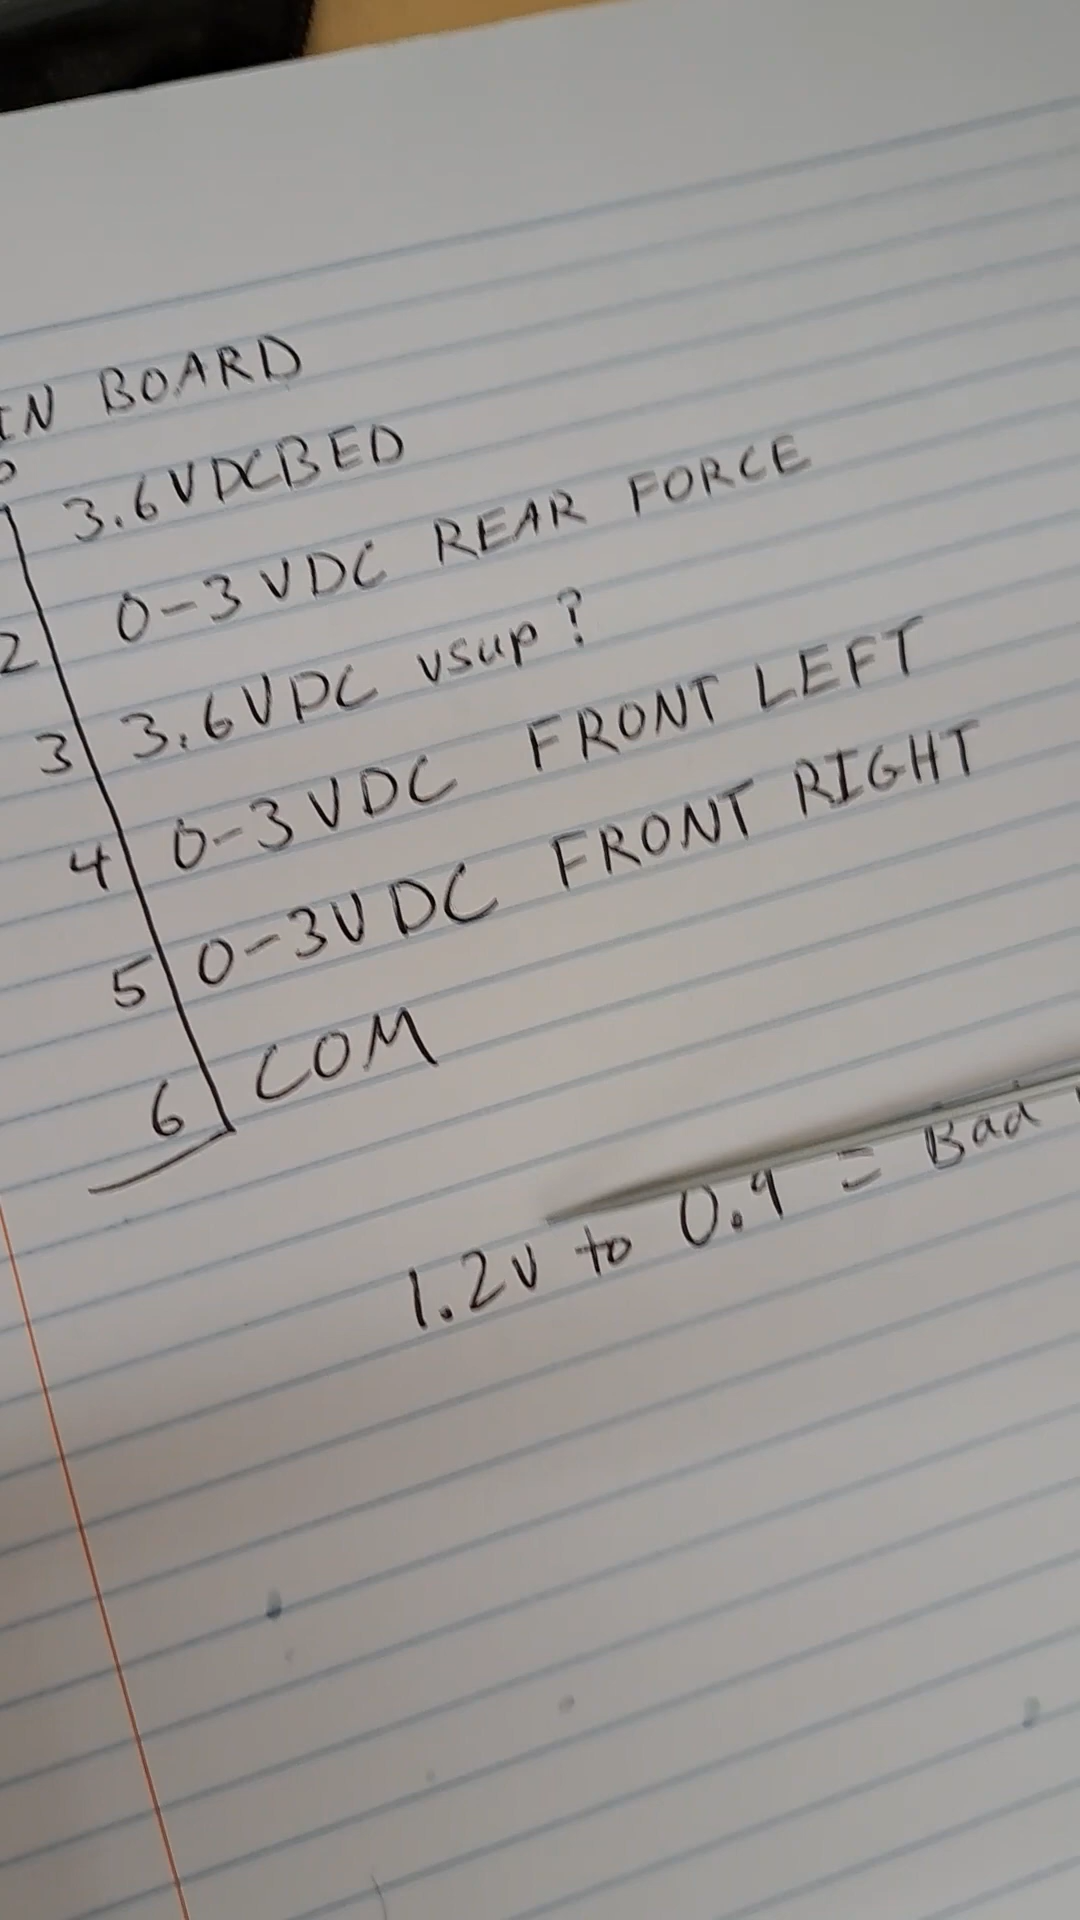 IN BOARD
3.6VDCBED
2 0-3VDC REAR FORCE
3 3.6VDC vsup?
4 0-3VDC FRONT LEFT
5 0-3VDC FRONT RIGHT
6 COM
1.2v to 0.9 = Bad